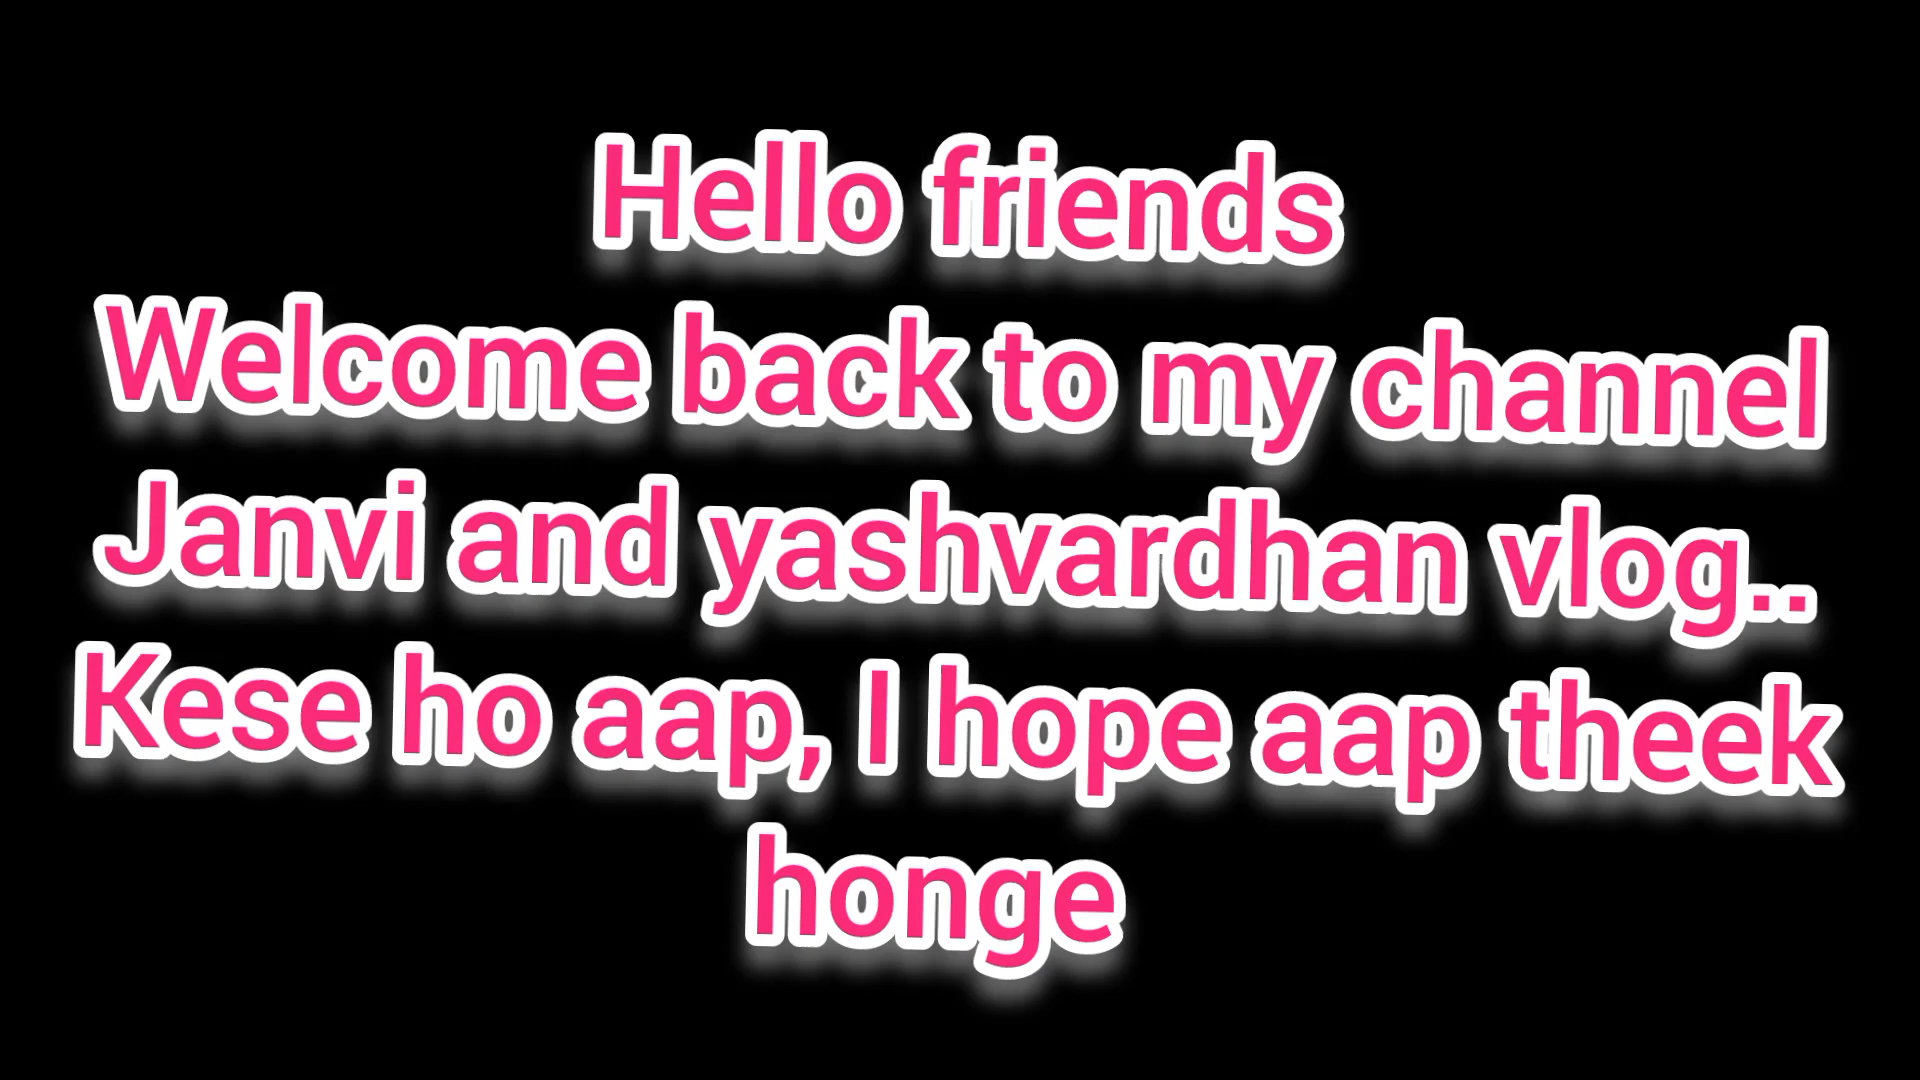 Hello friends
Welcome back to my channel
Janvi and yashvardhan vlog..
Kese ho aap, I hope aap theek
honge